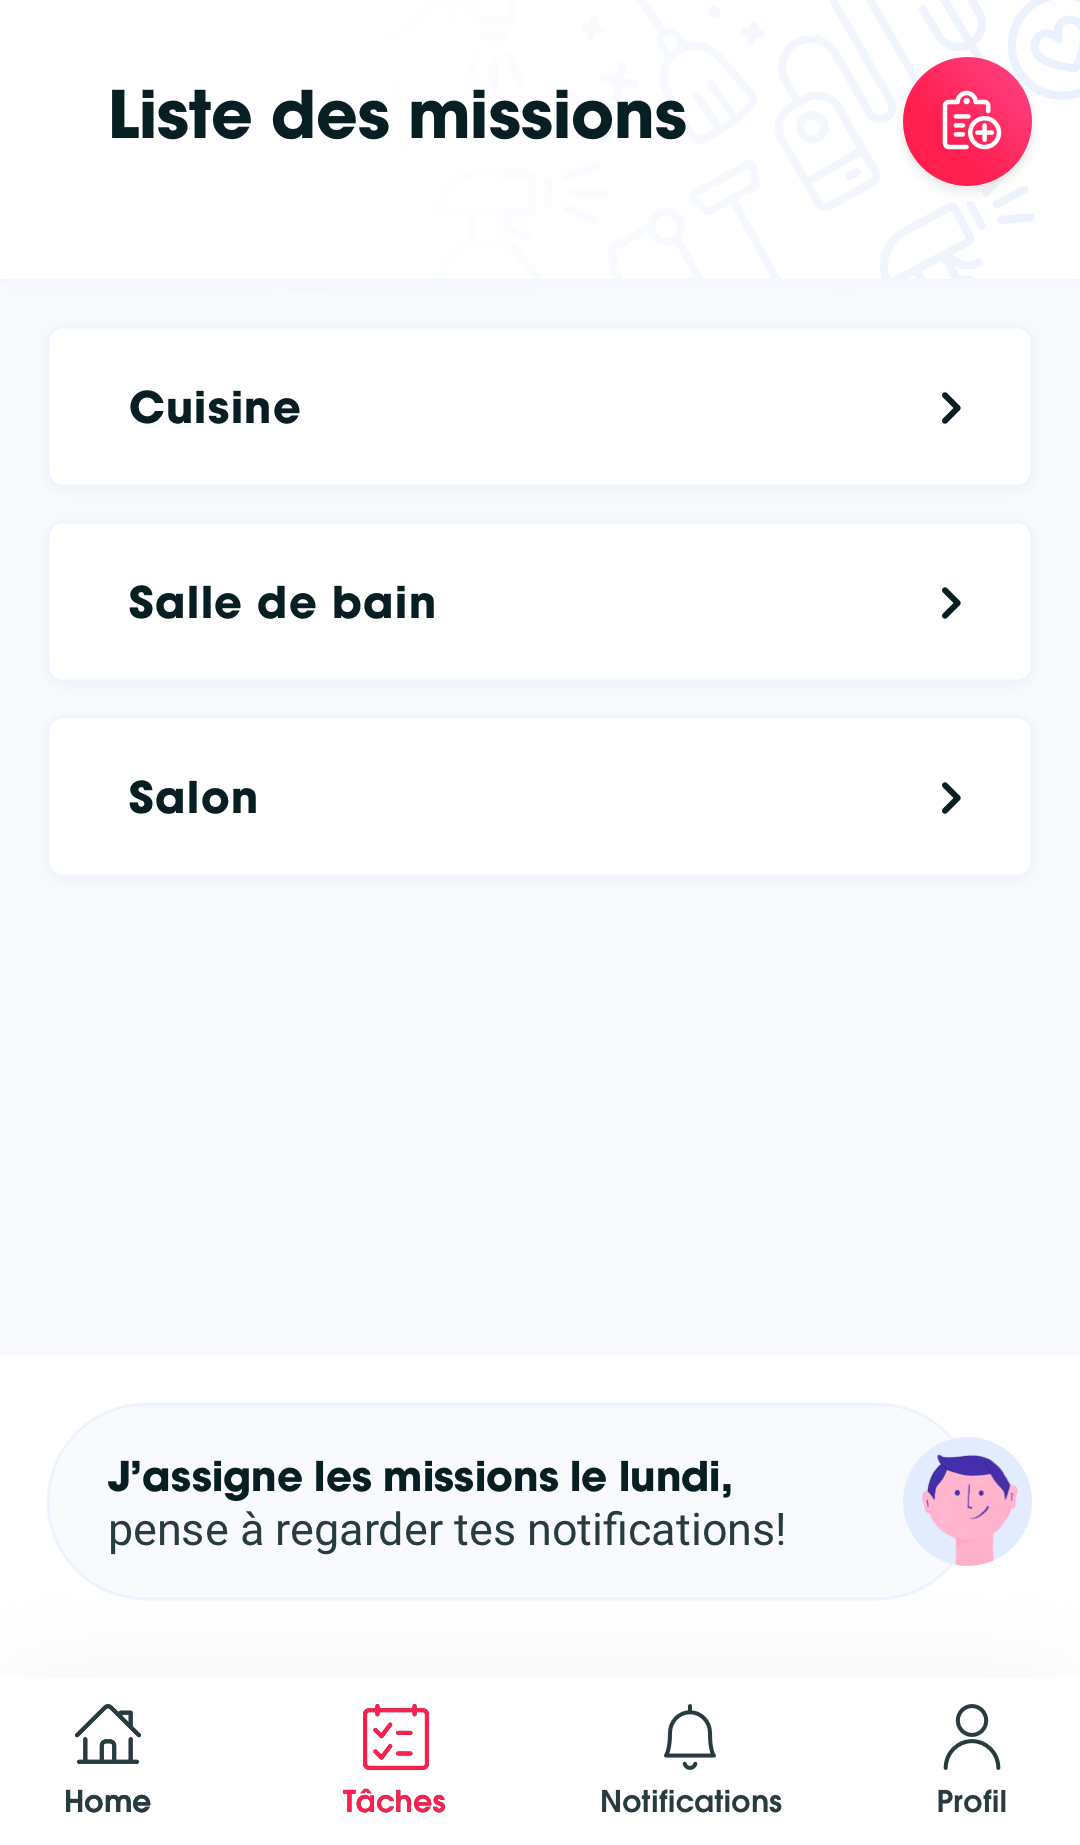 Liste des missions
Cuisine
Salle de bain
Salon
J’assigne les missions le lundi,
pense à regarder tes notifications!
Home
Tâches
Notifications
Profil